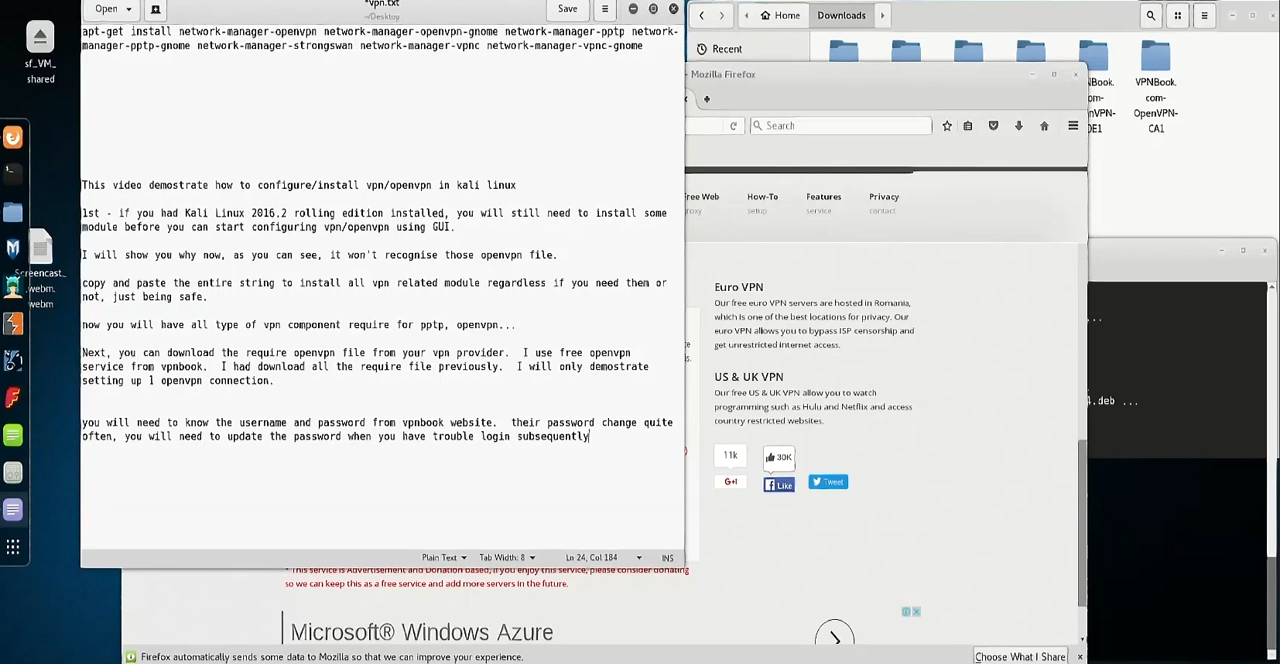 Open
*vpn.txt
~/Desktop
Save
apt-get install network-manager-openvpn network-manager-openvpn-gnome network-manager-pptp network-
manager-pptp-gnome network-manager-strongswan network-manager-vpnc network-manager-vpnc-gnome
This video demostrate how to configure/install vpn/openvpn in kali linux
1st - if you had Kali Linux 2016.2 rolling edition installed, you will still need to install some
module before you can start configuring vpn/openvpn using GUI.
I will show you why now, as you can see, it won't recognise those openvpn file.
copy and paste the entire string to install all vpn related module regardless if you need them or
not, just being safe.
now you will have all type of vpn component require for pptp, openvpn...
Next, you can download the require openvpn file from your vpn provider.  I use free openvpn
service from vpnbook.  I had download all the require file previously.  I will only demostrate
setting up 1 openvpn connection.
you will need to know the username and password from vpnbook website.  their password change quite
often, you will need to update the password when you have trouble login subsequently
Plain Text
Tab Width: 8
Ln 24, Col 184
INS
sf_VM_
shared
Screencast_
webm.
webm
Home
Downloads
Recent
VPNBook.
com-
OpenVPN-
CA1
PNBook.
com-
nVPN-
DE1
- Mozilla Firefox
Search
ree Web
roxy
How-To
setup
Features
service
Privacy
contact
Euro VPN
Our free euro VPN servers are hosted in Romania,
which is one of the best locations for privacy. Our
euro VPN allows you to bypass ISP censorship and
get unrestricted internet access.
US & UK VPN
Our free US & UK VPN allow you to watch
programming such as Hulu and Netflix and access
country restricted websites.
11k
30K
G+1
Like
Tweet
...
.deb ...
* This service is Advertisement and Donation based, if you enjoy this service, please consider donating
so we can keep this as a free service and add more servers in the future.
Microsoft® Windows Azure
Firefox automatically sends some data to Mozilla so that we can improve your experience.
Choose What I Share